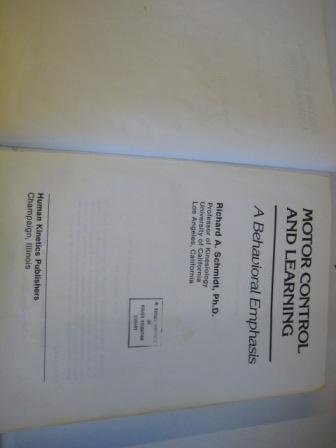 MOTOR CONTROL
AND LEARNING
A Behavioral Emphasis
Richard A. Schmidt, Ph.D.
Professor of Kinesiology
University of California
Los Angeles, California
LIBRARY
Human Kinetics Publishers
Champaign, Illinois